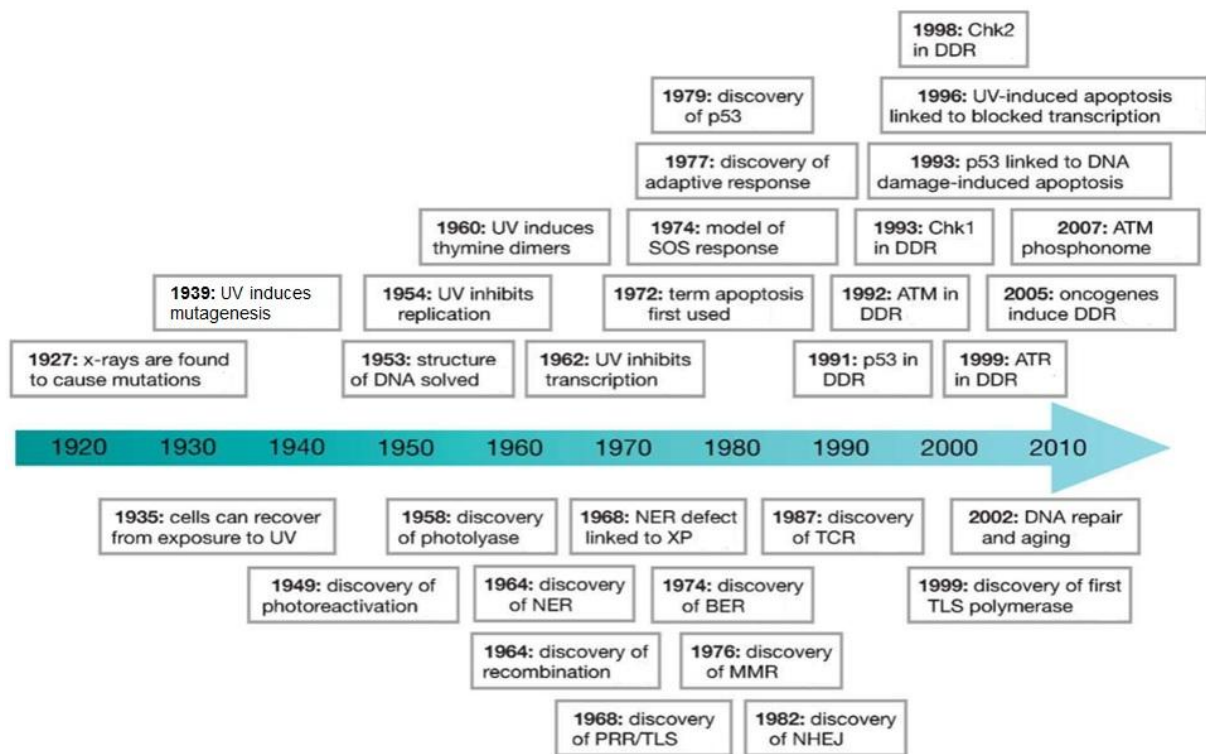 1998: Chk2
in DDR
1979: discovery
of p53
1996: UV-induced apoptosis
linked to blocked transcription
1977: discovery of
adaptive response
1993: p53 linked to DNA
damage-induced apoptosis
1960: UV induces
thymine dimers
1974: model of
SOS response
1993: Chk1
in DDR
2007: ATM
phosphonome
1939: UV induces
mutagenesis
1954: UV inhibits
replication
1972: term apoptosis
first used
1992: ATM in
DDR
2005: oncogenes
induce DDR
1927: x-rays are found
to cause mutations
1953: structure
of DNA solved
1962: UV inhibits
transcription
1991: p53 in
DDR
1999: ATR
in DDR
1920 1930 1940 1950 1960 1970 1980 1990 2000 2010
1935: cells can recover
from exposure to UV
1958: discovery
of photolyase
1968: NER defect
linked to XP
1987: discovery
of TCR
2002: DNA repair
and aging
1949: discovery of
photoreactivation
1964: discovery
of NER
1974: discovery
of BER
1999: discovery of first
TLS polymerase
1964: discovery of
recombination
1976: discovery
of MMR
1968: discovery
of PRR/TLS
1982: discovery
of NHEJ